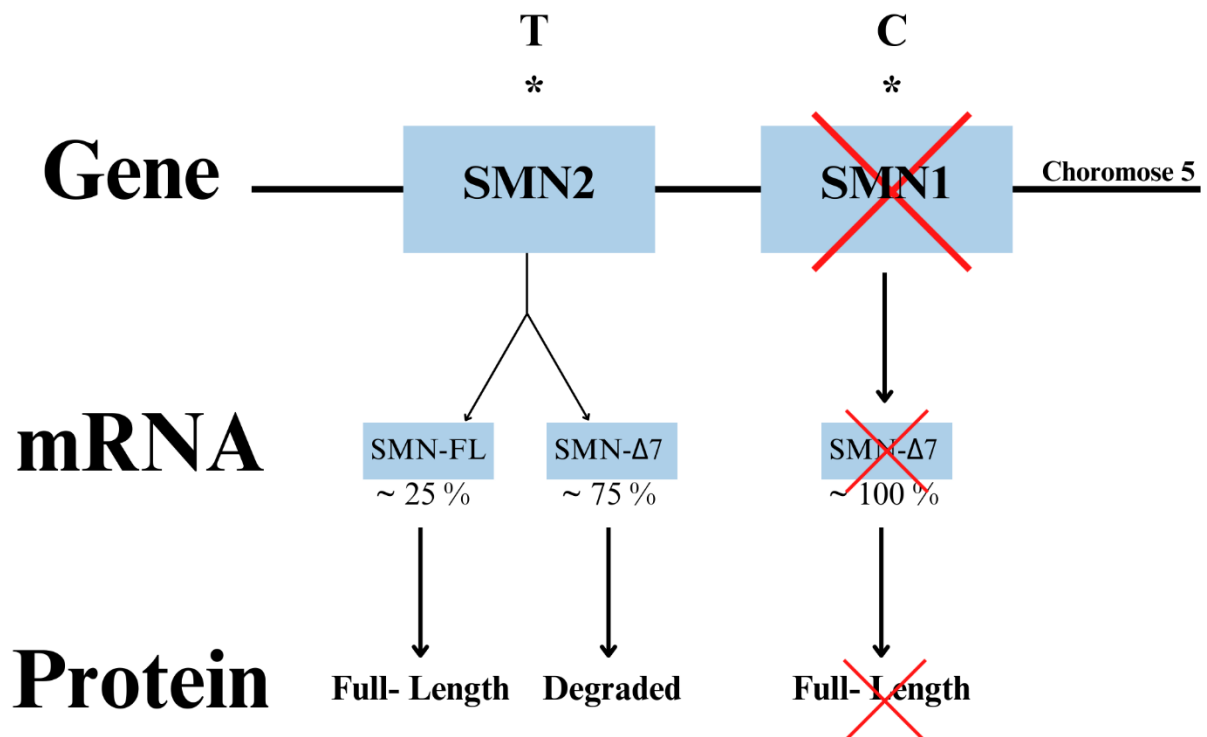 T C
* *
Gene SMN2 SMN1 Choromose 5
mRNA SMN-FL SMN-Δ7 SMN-Δ7
~ 25 % ~ 75 % ~ 100 %
Protein Full- Length Degraded Full- Length